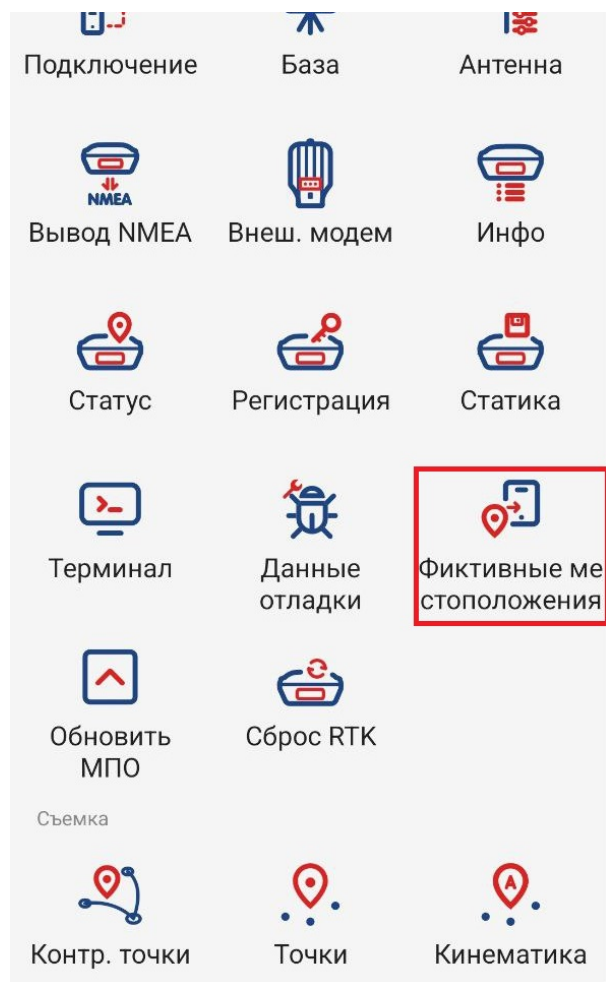 Подключение База Антенна
NMEA
Вывод NMEA Внеш. модем Инфо
Статус Регистрация Статика
Терминал Данные Фиктивные ме
отладки стоположения
Обновить Сброс RTK
МПО
Съемка
A
Контр. точки Точки Кинематика